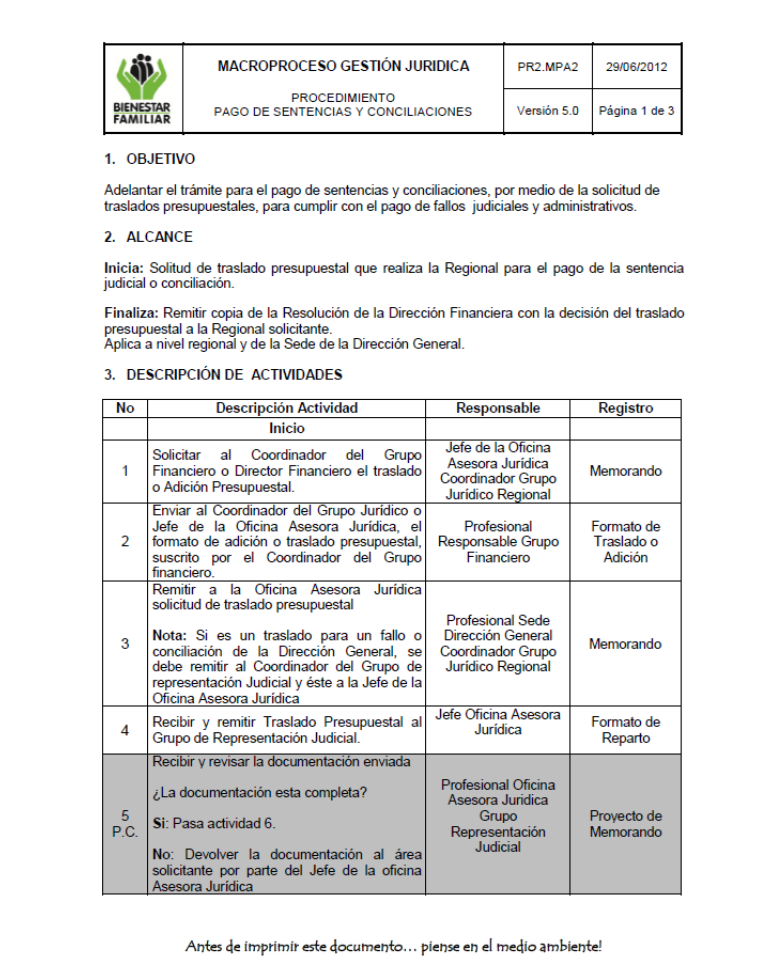 BIENESTAR
FAMILIAR
MACROPROCESO GESTIÓN JURIDICA
PROCEDIMIENTO
PAGO DE SENTENCIAS Y CONCILIACIONES
PR2.MPA2
29/06/2012
Versión 5.0
Página 1 de 3
1. OBJETIVO
Adelantar el trámite para el pago de sentencias y conciliaciones, por medio de la solicitud de
traslados presupuestales, para cumplir con el pago de fallos judiciales y administrativos.
2. ALCANCE
Inicia: Solitud de traslado presupuestal que realiza la Regional para el pago de la sentencia
judicial o conciliación.
Finaliza: Remitir copia de la Resolución de la Dirección Financiera con la decisión del traslado
presupuestal a la Regional solicitante.
Aplica a nivel regional y de la Sede de la Dirección General.
3. DESCRIPCIÓN DE ACTIVIDADES
No
Descripción Actividad
Responsable
Registro
Inicio
1
Solicitar al Coordinador del Grupo
Financiero o Director Financiero el traslado
o Adición Presupuestal.
Jefe de la Oficina
Asesora Jurídica
Coordinador Grupo
Jurídico Regional
Memorando
2
Enviar al Coordinador del Grupo Jurídico o
Jefe de la Oficina Asesora Jurídica, el
formato de adición o traslado presupuestal,
suscrito por el Coordinador del Grupo
financiero.
Profesional
Responsable Grupo
Financiero
Formato de
Traslado o
Adición
3
Remitir a la Oficina Asesora Jurídica
solicitud de traslado presupuestal
Nota: Si es un traslado para un fallo o
conciliación de la Dirección General, se
debe remitir al Coordinador del Grupo de
representación Judicial y éste a la Jefe de la
Oficina Asesora Jurídica
Profesional Sede
Dirección General
Coordinador Grupo
Jurídico Regional
Memorando
4
Recibir y remitir Traslado Presupuestal al
Grupo de Representación Judicial.
Jefe Oficina Asesora
Jurídica
Formato de
Reparto
5
P.C.
Recibir y revisar la documentación enviada
¿La documentación esta completa?
Si: Pasa actividad 6.
No: Devolver la documentación al área
solicitante por parte del Jefe de la oficina
Asesora Jurídica
Profesional Oficina
Asesora Juridica
Grupo
Representación
Judicial
Proyecto de
Memorando
Antes de imprimir este documento… piense en el medio ambiente!